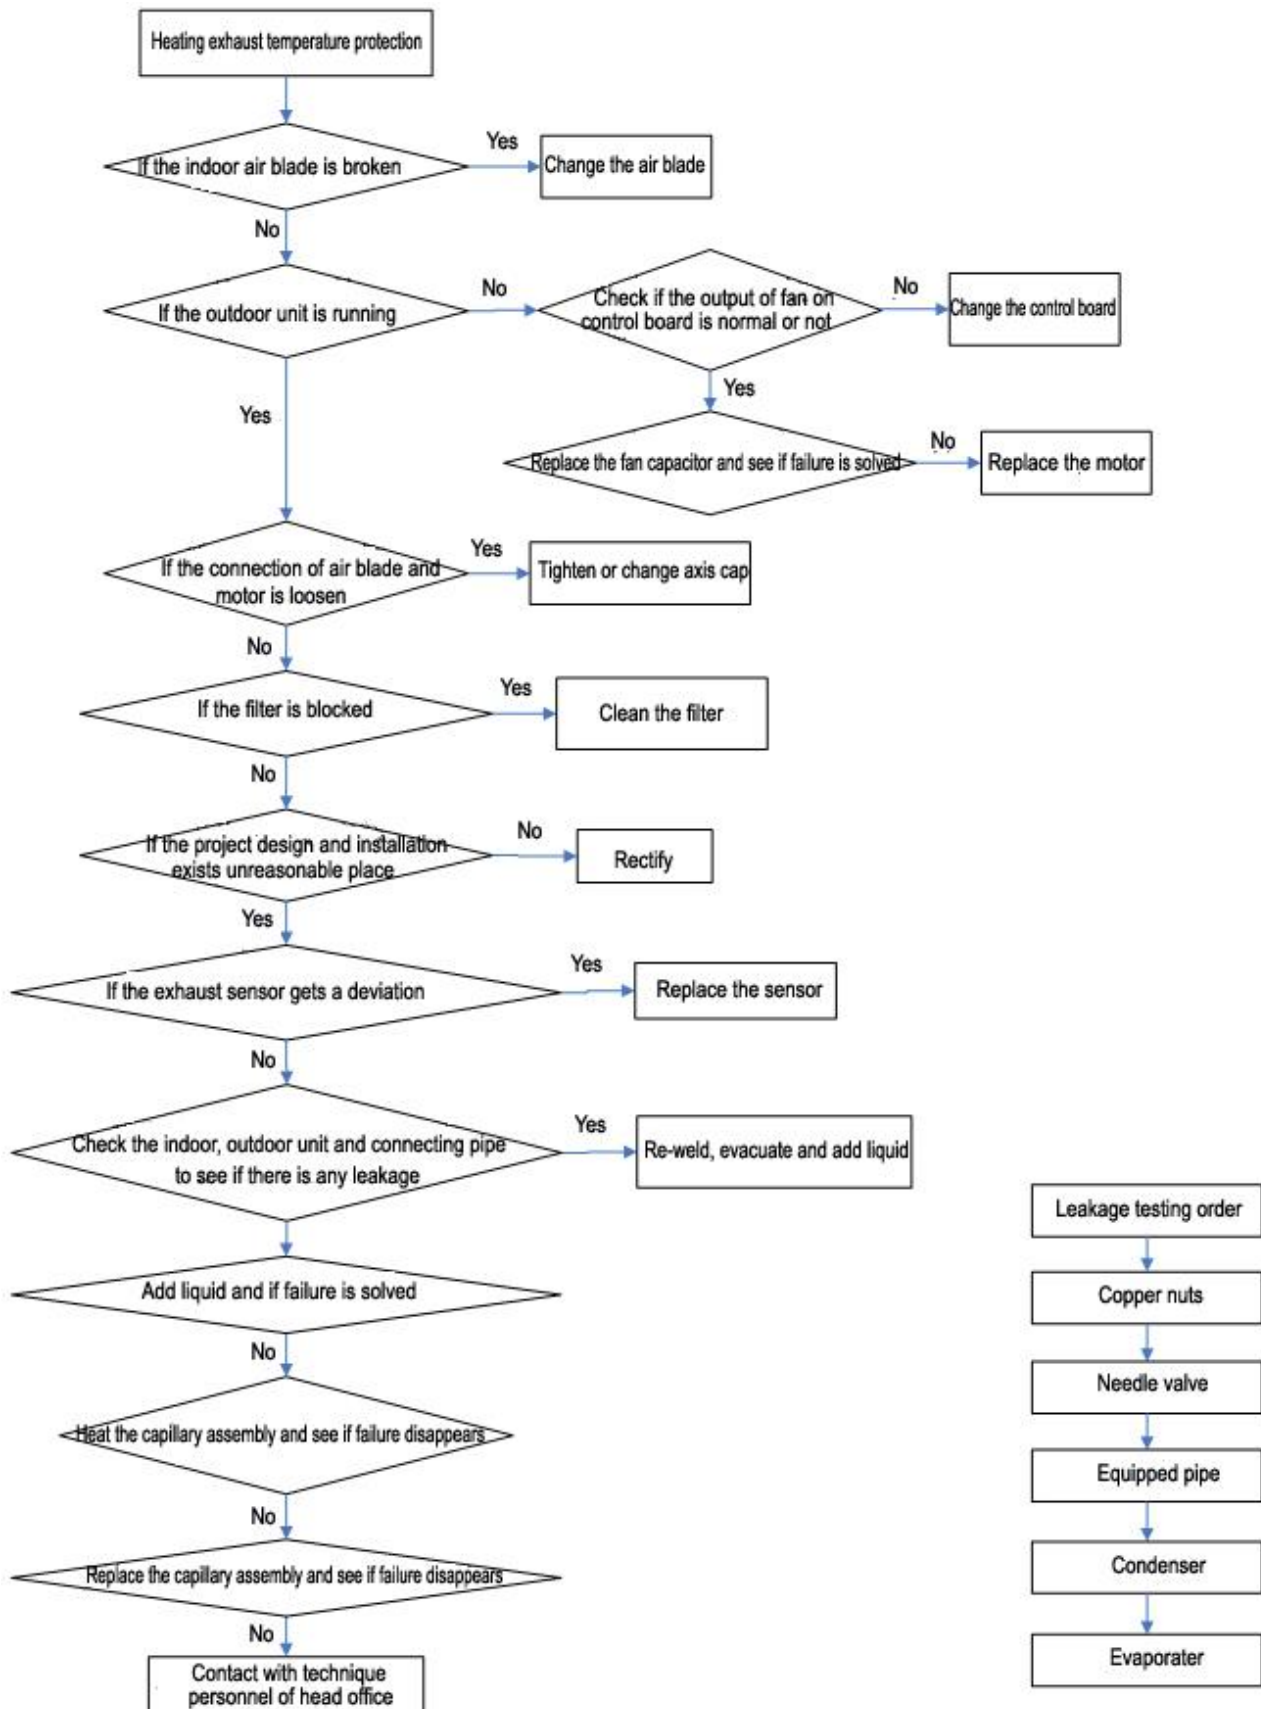 Heating exhaust temperature protection
If the indoor air blade is broken
Yes
Change the air blade
No
If the outdoor unit is running
No
Check if the output of fan on
control board is normal or not
No
Change the control board
Yes
Yes
Replace the fan capacitor and see if failure is solved
No
Replace the motor
If the connection of air blade and
motor is loosen
Yes
Tighten or change axis cap
No
If the filter is blocked
Yes
Clean the filter
No
If the project design and installation
exists unreasonable place
No
Rectify
Yes
If the exhaust sensor gets a deviation
Yes
Replace the sensor
No
Check the indoor, outdoor unit and connecting pipe
to see if there is any leakage
Yes
Re-weld, evacuate and add liquid
Add liquid and if failure is solved
No
Heat the capillary assembly and see if failure disappears
No
Replace the capillary assembly and see if failure disappears
No
Contact with technique
personnel of head office
Leakage testing order
Copper nuts
Needle valve
Equipped pipe
Condenser
Evaporater